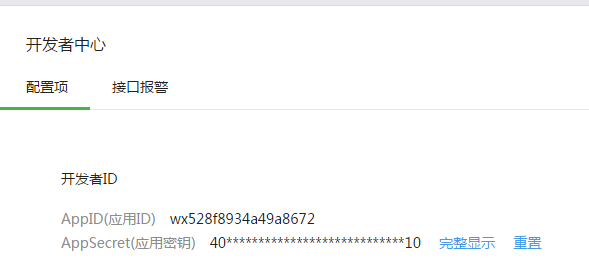 开发者中心
配置项 接口报警
开发者ID
AppID(应用ID) wx528f8934a49a8672
AppSecret(应用密钥) 40****************************10 完整显示 重置